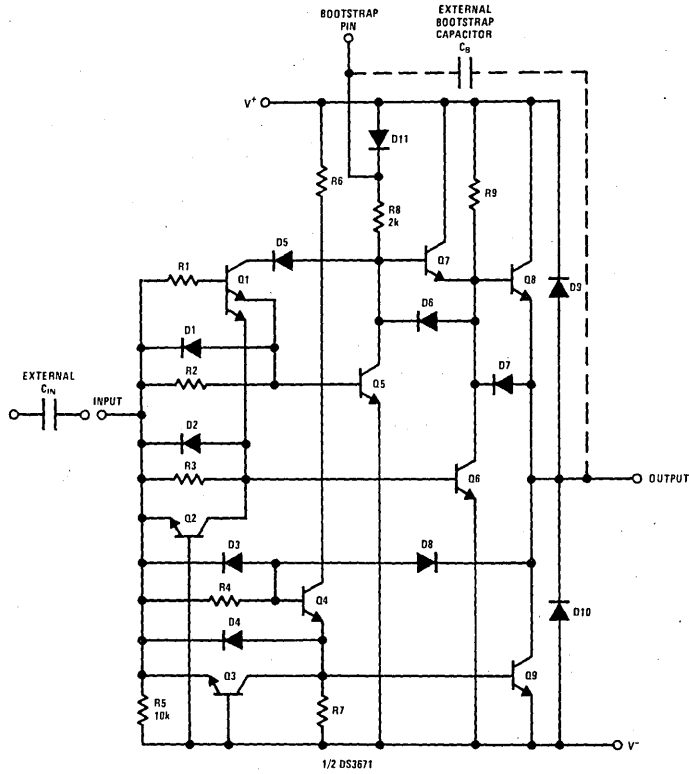 BOOTSTRAP
PIN
EXTERNAL
BOOTSTRAP
CAPACITOR
CB
V+
D11
R6
R8
2k
R9
D5
Q7
Q8
R1
Q1
D9
D6
D1
D7
R2
Q5
EXTERNAL
CIN
INPUT
D2
R3
Q6
OUTPUT
Q2
D3
D8
R4
Q4
D10
D4
Q3
Q9
R5
10k
R7
V-
1/2 DS3671